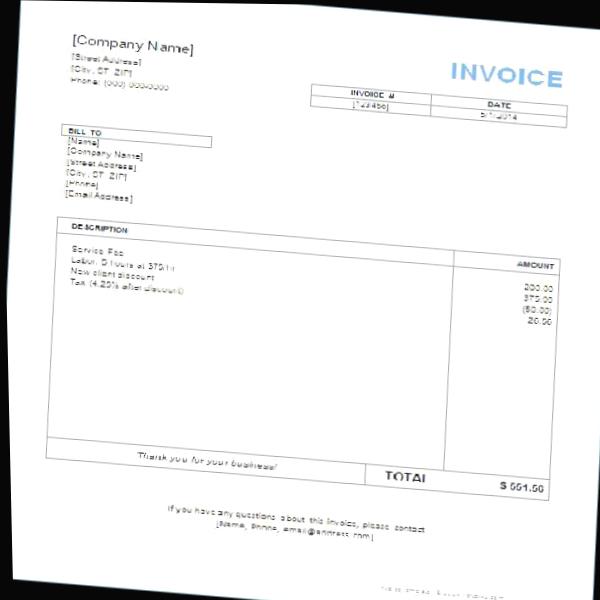 [Company Name]
[Street Address]
[City, ST ZIP]
Phone: (000) 000-0000
INVOICE
INVOICE # DATE
[123456] 5/1/2014
BILL TO
[Name]
[Company Name]
[Street Address]
[City, ST ZIP]
[Phone]
[Email Address]
DESCRIPTION AMOUNT
Service Fee 200.00
Labor: 5 hours at $75/hr 375.00
New client discount (50.00)
Tax (4.25% after discount)
Thank you for your business!
TOTAL $ 551.56
If you have any questions about this invoice, please contact
[Name, Phone, email@address.com]